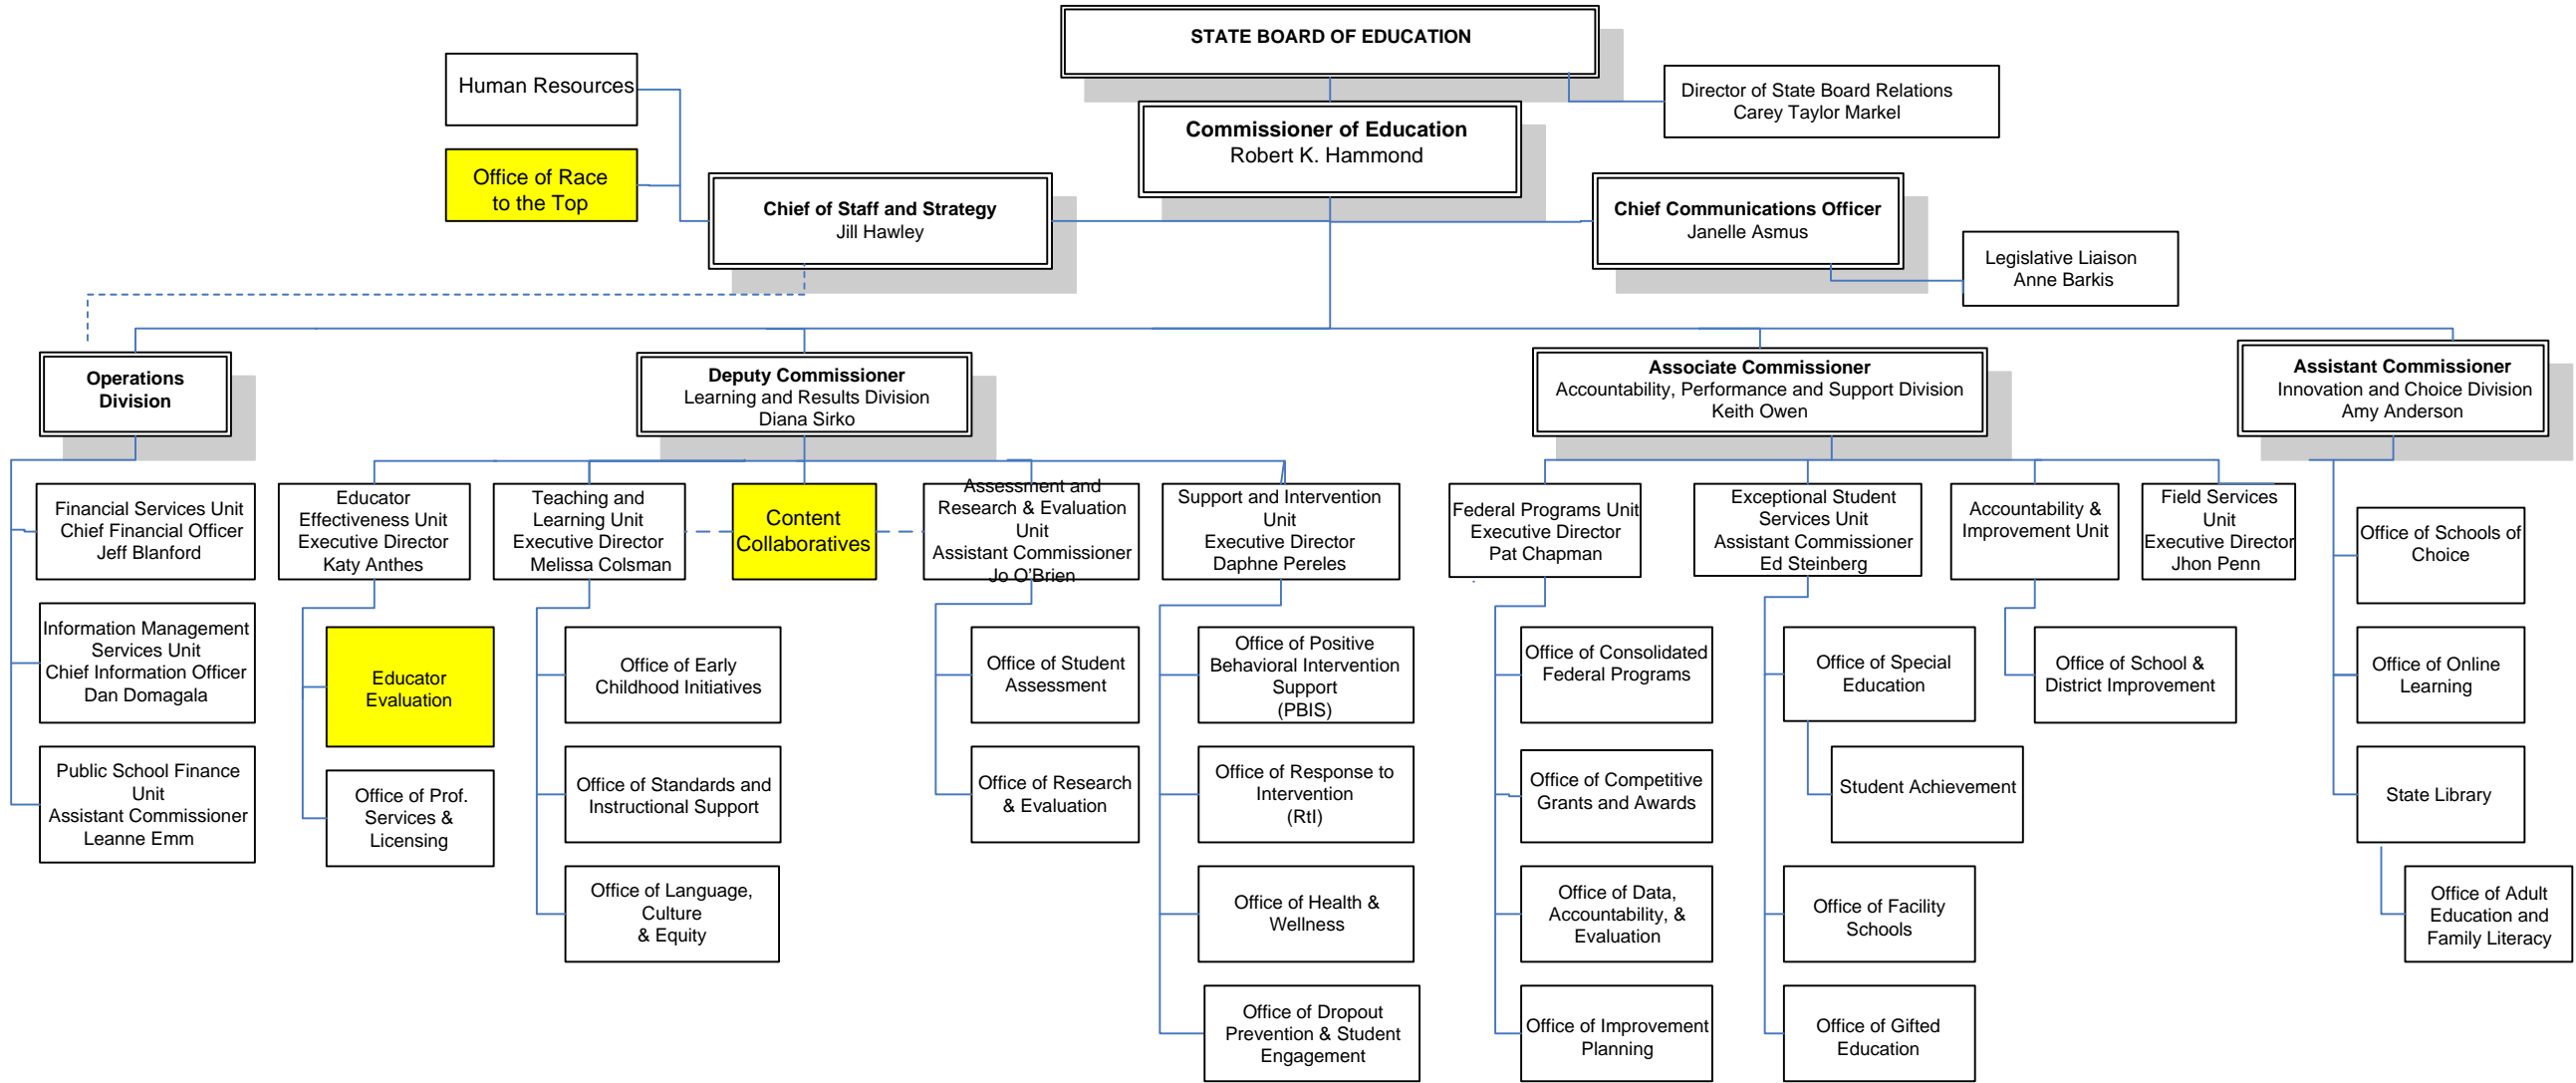 STATE BOARD OF EDUCATION
Human Resources
Director of State Board Relations
Carey Taylor Markel
Commissioner of Education
Robert K. Hammond
Office of Race
to the Top
Chief of Staff and Strategy
Jill Hawley
Chief Communications Officer
Janelle Asmus
Legislative Liaison
Anne Barkis
Operations
Division
Deputy Commissioner
Learning and Results Division
Diana Sirko
Associate Commissioner
Accountability, Performance and Support Division
Keith Owen
Assistant Commissioner
Innovation and Choice Division
Amy Anderson
Financial Services Unit
Chief Financial Officer
Jeff Blanford
Information Management
Services Unit
Chief Information Officer
Dan Domagala
Public School Finance
Unit
Assistant Commissioner
Leanne Emm
Educator
Effectiveness Unit
Executive Director
Katy Anthes
Educator
Evaluation
Office of Prof.
Services &
Licensing
Teaching and
Learning Unit
Executive Director
Melissa Colsman
Office of Early
Childhood Initiatives
Office of Standards and
Instructional Support
Office of Language,
Culture
& Equity
Content
Collaboratives
Assessment and
Research & Evaluation
Unit
Assistant Commissioner
Jo O'Brien
Office of Student
Assessment
Office of Research
& Evaluation
Support and Intervention
Unit
Executive Director
Daphne Pereles
Office of Positive
Behavioral Intervention
Support
(PBIS)
Office of Response to
Intervention
(RtI)
Office of Health &
Wellness
Office of Dropout
Prevention & Student
Engagement
Federal Programs Unit
Executive Director
Pat Chapman
Office of Consolidated
Federal Programs
Office of Competitive
Grants and Awards
Office of Data,
Accountability, &
Evaluation
Office of Improvement
Planning
Exceptional Student
Services Unit
Assistant Commissioner
Ed Steinberg
Office of Special
Education
Student Achievement
Office of Facility
Schools
Office of Gifted
Education
Accountability &
Improvement Unit
Office of School &
District Improvement
Field Services
Unit
Executive Director
Jhon Penn
Office of Schools of
Choice
Office of Online
Learning
State Library
Office of Adult
Education and
Family Literacy